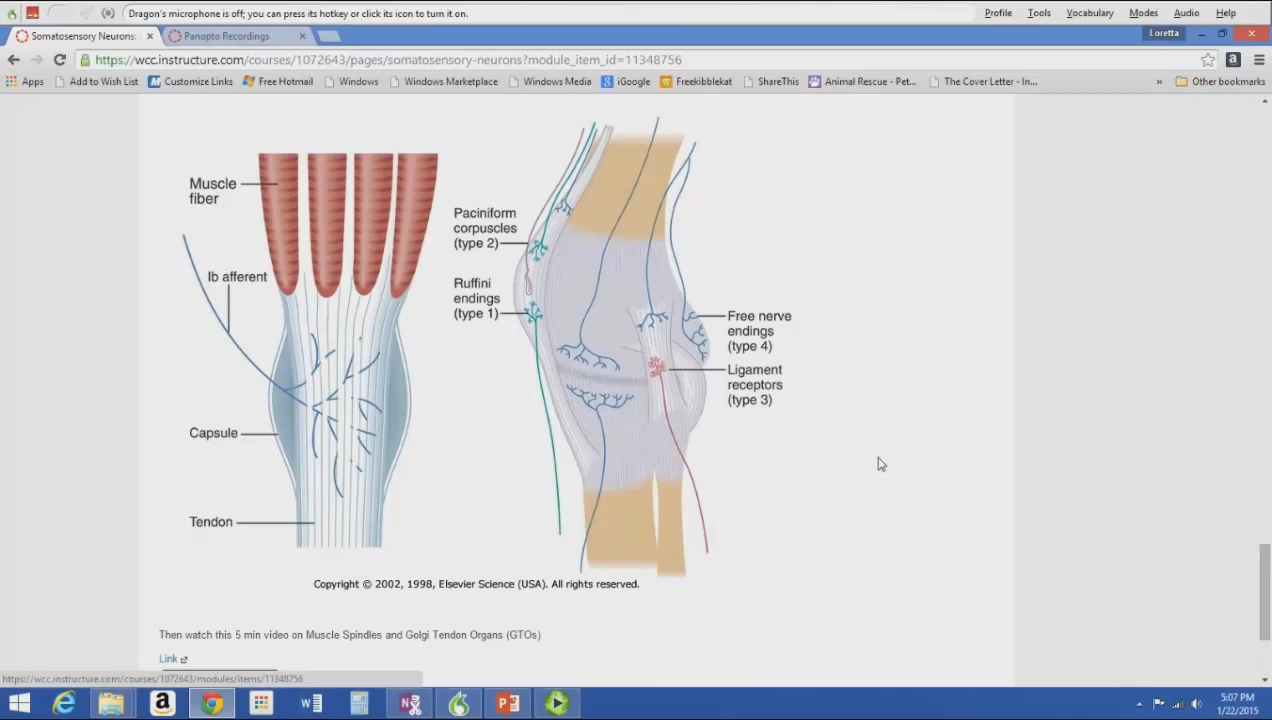 Dragon's microphone is off; you can press its hotkey or click its icon to turn it on.
Profile Tools Vocabulary Modes Audio Help
Somatosensory Neurons: × Panopto Recordings ×
Loretta
https://wcc.instructure.com/courses/1072643/pages/somatosensory-neurons?module_item_id=11348756
Apps Add to Wish List Customize Links Free Hotmail Windows Windows Marketplace Windows Media iGoogle Freekibblekat ShareThis Animal Rescue - Pet... The Cover Letter - In... » Other bookmarks
Muscle
fiber
Ib afferent
Capsule
Tendon
Paciniform
corpuscles
(type 2)
Ruffini
endings
(type 1)
Free nerve
endings
(type 4)
Ligament
receptors
(type 3)
Copyright © 2002, 1998, Elsevier Science (USA). All rights reserved.
Then watch this 5 min video on Muscle Spindles and Golgi Tendon Organs (GTOs)
Link
https://wcc.instructure.com/courses/1072643/modules/items/11348756
5:07 PM
1/22/2015